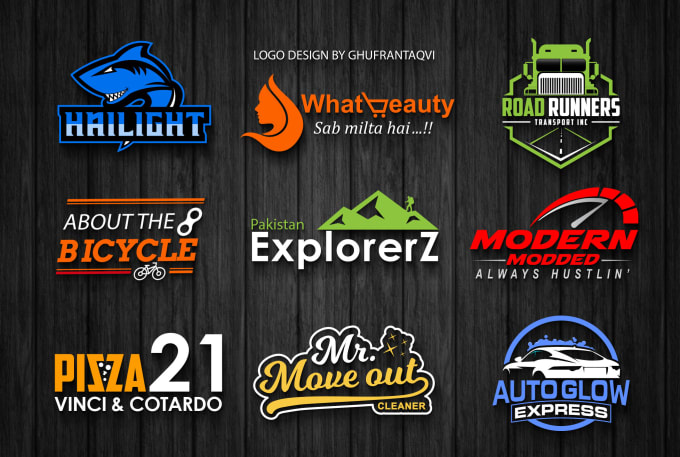 LOGO DESIGN BY GHUFRANTAQVI
HAILIGHT
WhatBeauty
Sab milta hai...!!
ROAD RUNNERS
TRANSPORT INC
ABOUT THE
BICYCLE
Pakistan
ExplorerZ
MODERN
MODDED
ALWAYS HUSTLIN'
PIZZA 21
VINCI & COTARDO
Mr.
Move out
CLEANER
AUTO GLOW
EXPRESS